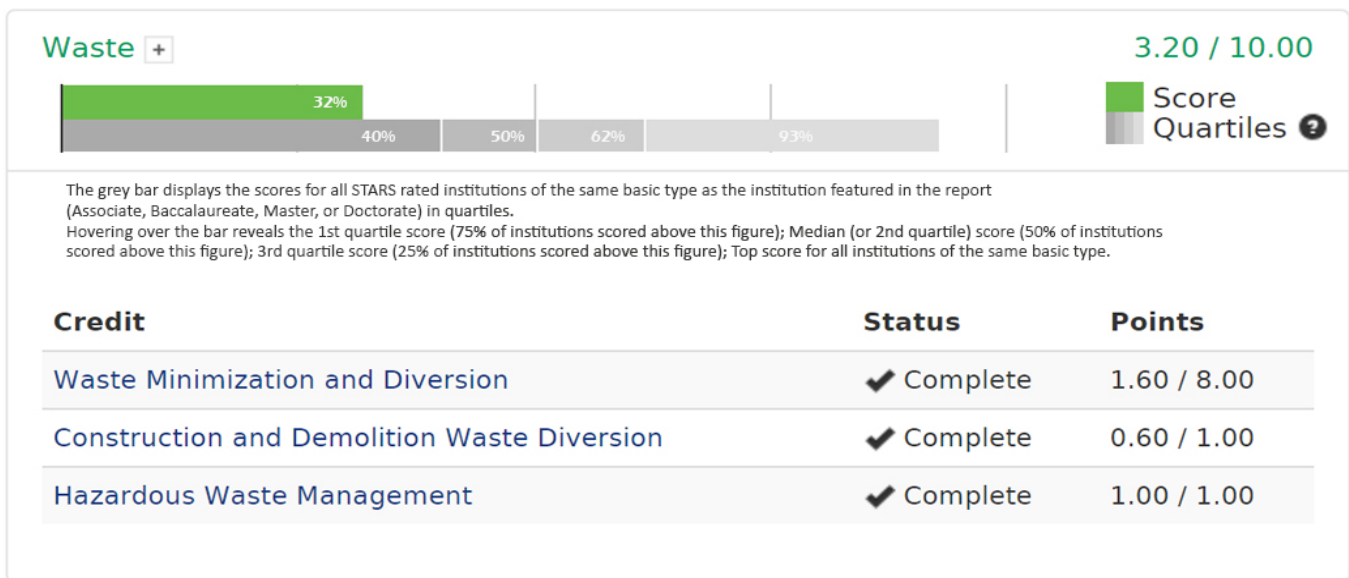 Waste +
3.20 / 10.00
32%
Score
40% 50% 62% 93%
Quartiles ?
The grey bar displays the scores for all STARS rated institutions of the same basic type as the institution featured in the report
(Associate, Baccalaureate, Master, or Doctorate) in quartiles.
Hovering over the bar reveals the 1st quartile score (75% of institutions scored above this figure); Median (or 2nd quartile) score (50% of institutions
scored above this figure); 3rd quartile score (25% of institutions scored above this figure); Top score for all institutions of the same basic type.
Credit Status Points
Waste Minimization and Diversion Complete 1.60 / 8.00
Construction and Demolition Waste Diversion Complete 0.60 / 1.00
Hazardous Waste Management Complete 1.00 / 1.00